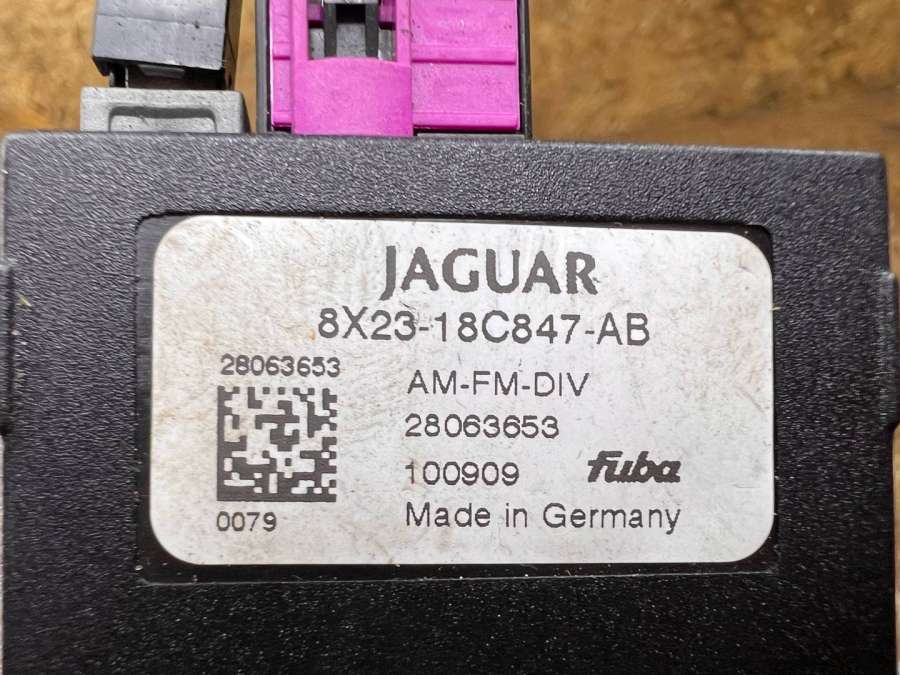 JAGUAR
8X23-18C847-AB
28063653
AM-FM-DIV
28063653
100909
fuba
0079
Made in Germany